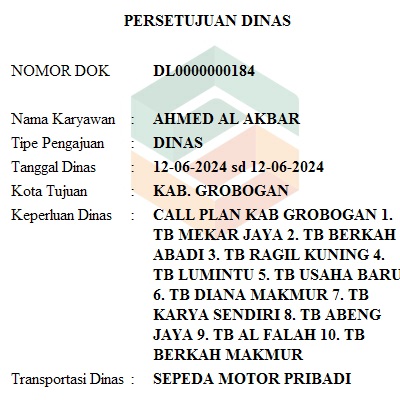 PERSETUJUAN DINAS
NOMOR DOK DL0000000184
Nama Karyawan : AHMED AL AKBAR
Tipe Pengajuan : DINAS
Tanggal Dinas : 12-06-2024 sd 12-06-2024
Kota Tujuan : KAB. GROBOGAN
Keperluan Dinas : CALL PLAN KAB GROBOGAN 1.
TB MEKAR JAYA 2. TB BERKAH
ABADI 3. TB RAGIL KUNING 4.
TB LUMINTU 5. TB USAHA BARU
6. TB DIANA MAKMUR 7. TB
KARYA SENDIRI 8. TB ABENG
JAYA 9. TB AL FALAH 10. TB
BERKAH MAKMUR
Transportasi Dinas : SEPEDA MOTOR PRIBADI